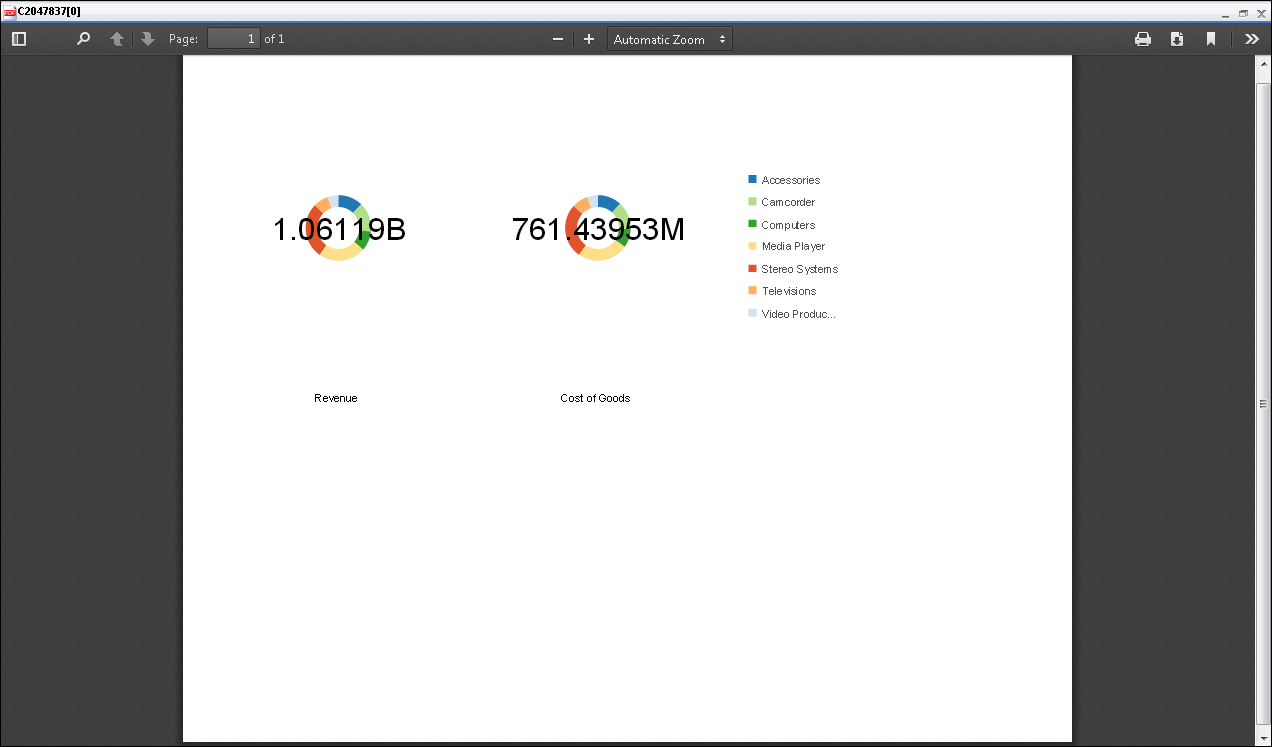 C2047837[0]
Page: 1 of 1 Automatic Zoom
1.06119B
761.43953M
Accessories
Camcorder
Computers
Media Player
Stereo Systems
Televisions
Video Produc...
Revenue
Cost of Goods